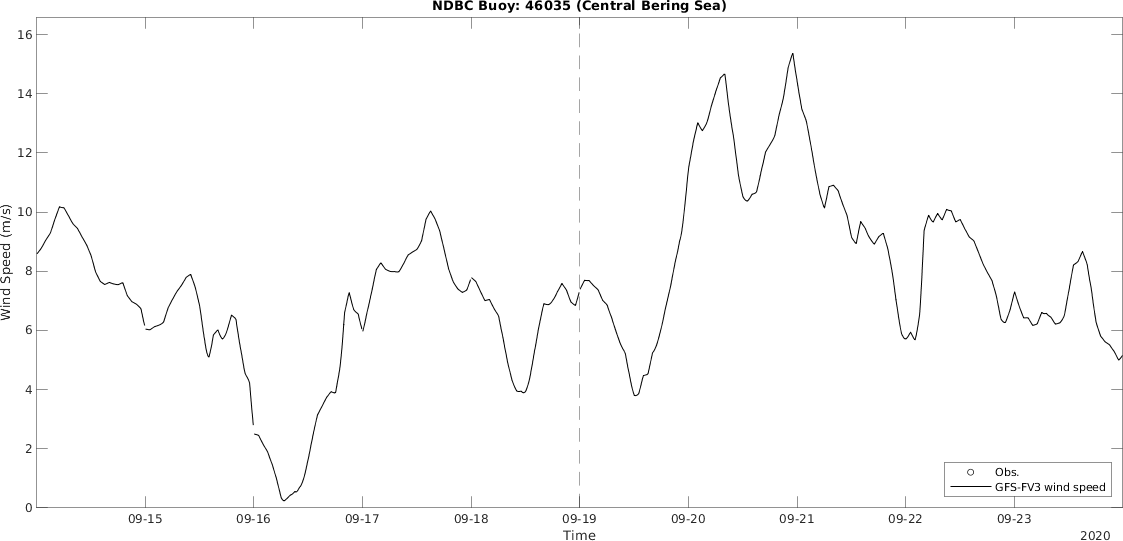 NDBC Buoy: 46035 (Central Bering Sea)
16
14
12
10
8
6
4
2
0
Wind Speed (m/s)
09-15 09-16 09-17 09-18 09-19 09-20 09-21 09-22 09-23
Time
2020
Obs.
GFS-FV3 wind speed